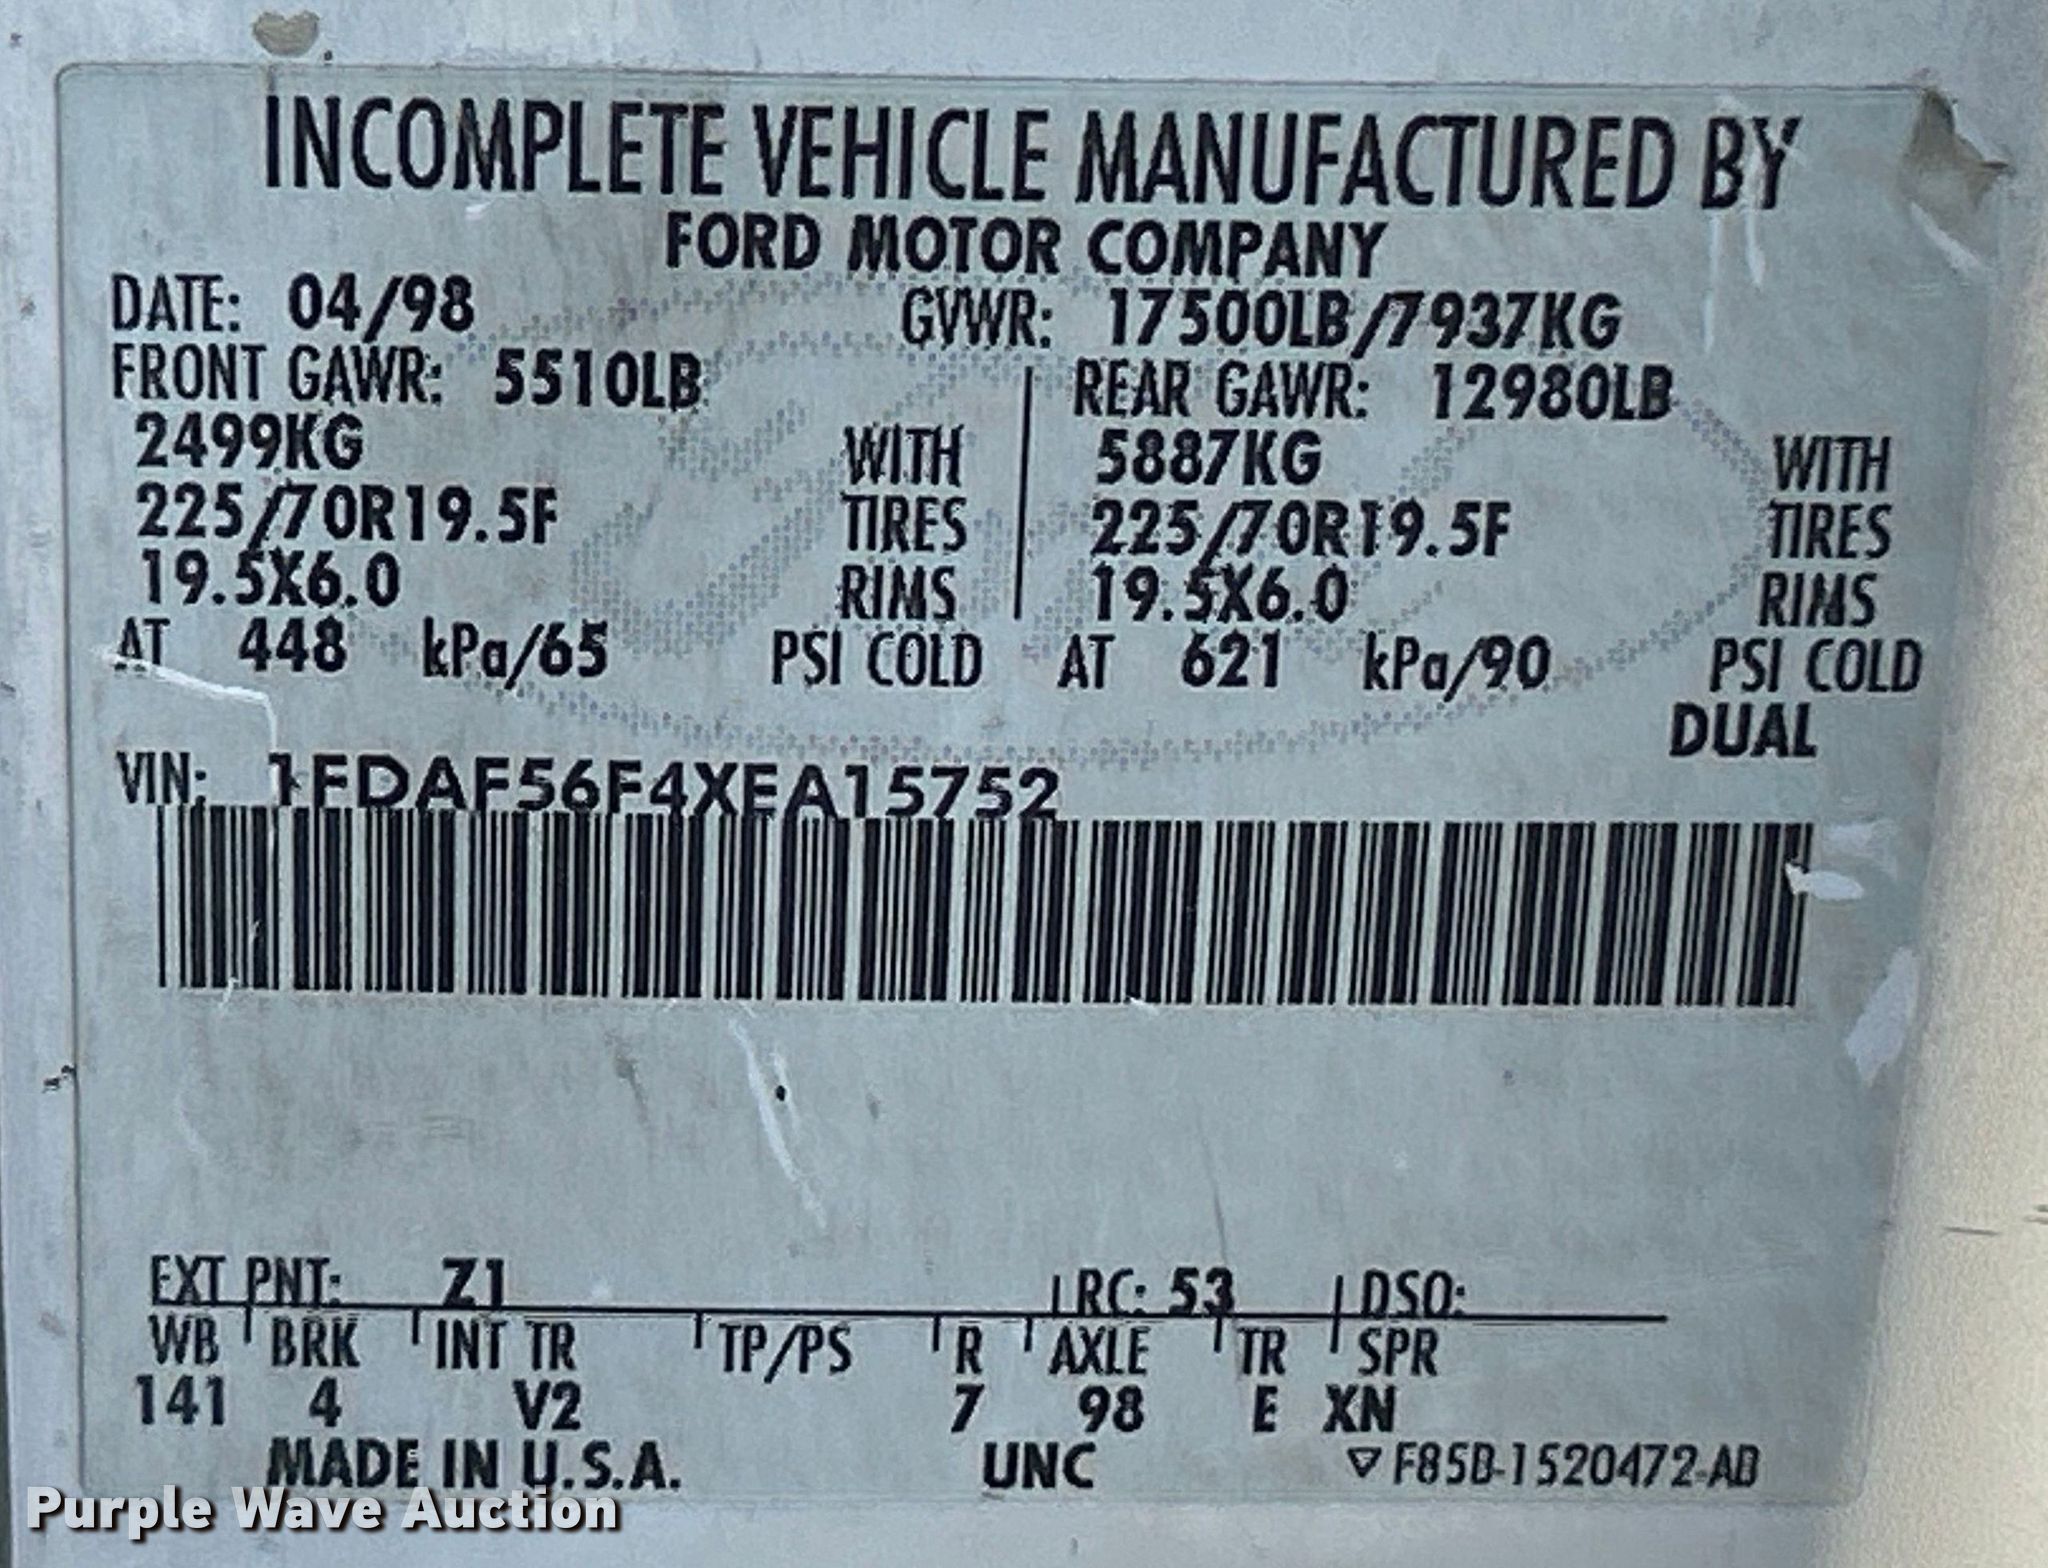 INCOMPLETE VEHICLE MANUFACTURED BY
FORD MOTOR COMPANY
DATE: 04/98 GVWR: 17500LB/7937KG
FRONT GAWR: 5510LB REAR GAWR: 12980LB
2499KG WITH 5887KG WITH
225/70R19.5F TIRES 225/70R19.5F TIRES
19.5X6.0 RIMS 19.5X6.0 RIMS
AT 448 kPa/65 PSI COLD AT 621 kPa/90 PSI COLD
DUAL
VIN: 1FDAF56F4XEA15752
EXT PNT: Z1 RC: 53 DSO:
WB BRK INT TR TP/PS R AXLE TR SPR
141 4 V2 7 98 E XN
MADE IN U.S.A. UNC F85B-1520472-AB
Purple Wave Auction